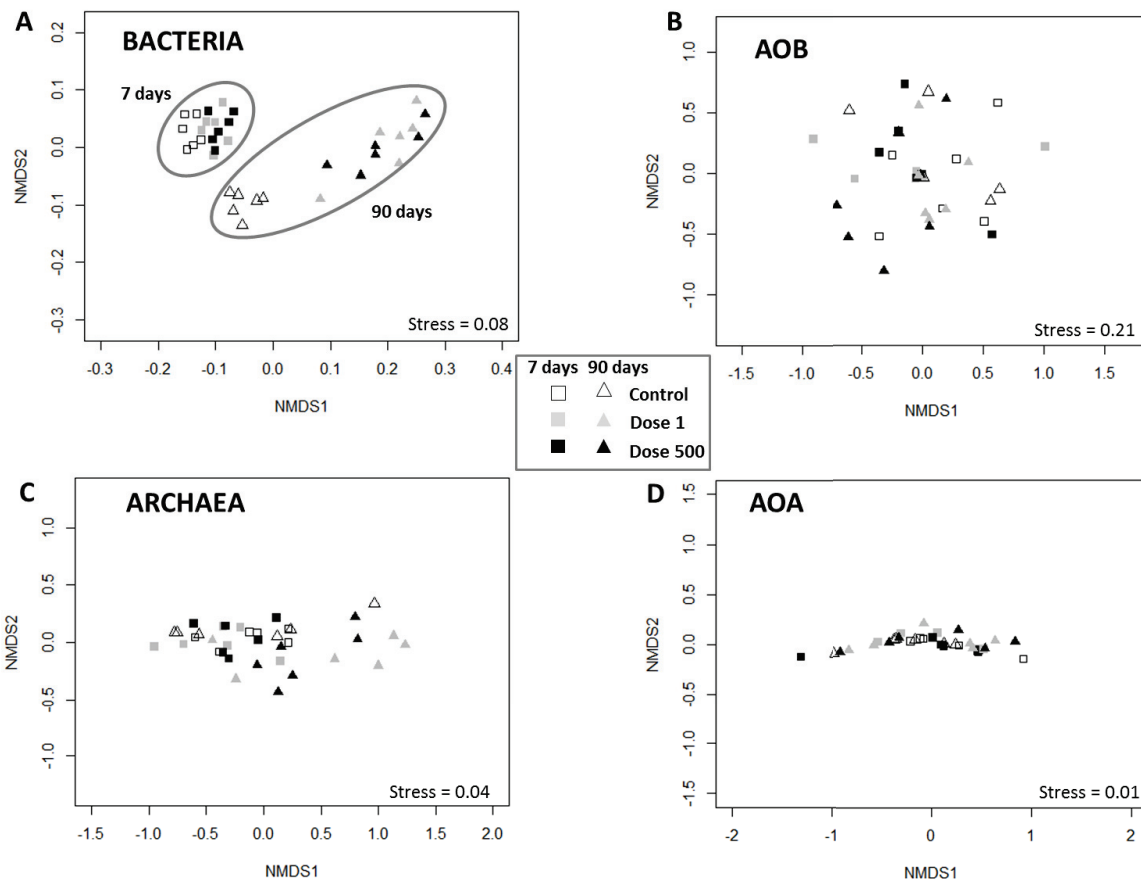 A
BACTERIA
7 days
90 days
Stress = 0.08
NMDS2
0.2
0.1
0.0
-0.1
-0.2
-0.3
-0.3 -0.2 -0.1 0.0 0.1 0.2 0.3 0.4
NMDS1
B
AOB
Stress = 0.21
NMDS2
1.0
0.5
0.0
-0.5
-1.0
-1.5 -1.0 -0.5 0.0 0.5 1.0 1.5
NMDS1
7 days 90 days
Control
Dose 1
Dose 500
C
ARCHAEA
Stress = 0.04
NMDS2
1.0
0.5
0.0
-0.5
-1.0
-1.5 -1.0 -0.5 0.0 0.5 1.0 1.5 2.0
NMDS1
D
AOA
Stress = 0.01
NMDS2
1.5
1.0
0.5
0.0
-0.5
-1.0
-1.5
-2 -1 0 1 2
NMDS1